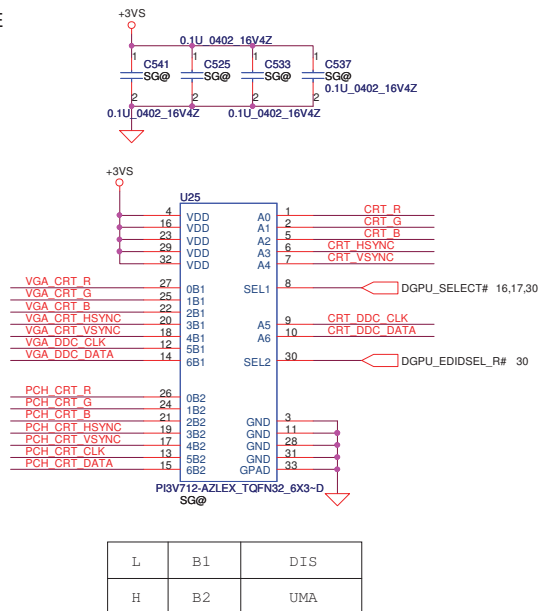 E
+3VS
0.1U_0402_16V4Z
1 1 1 1
C541 C525 C533 C537
SG@ SG@ SG@ SG@
0.1U_0402_16V4Z
2 2 2 2
0.1U_0402_16V4Z 0.1U_0402_16V4Z
+3VS
U25
4 VDD A0 1 CRT_R
16 VDD A1 2 CRT_G
23 VDD A2 5 CRT_B
29 VDD A3 6 CRT_HSYNC
32 VDD A4 7 CRT_VSYNC
VGA_CRT_R 27 0B1 SEL1 8 DGPU_SELECT# 16,17,30
VGA_CRT_G 25 1B1
VGA_CRT_B 22 2B1
VGA_CRT_HSYNC 20 3B1 A5 9 CRT_DDC_CLK
VGA_CRT_VSYNC 18 4B1 A6 10 CRT_DDC_DATA
VGA_DDC_CLK 12 5B1
VGA_DDC_DATA 14 6B1 SEL2 30 DGPU_EDIDSEL_R# 30
PCH_CRT_R 26 0B2
PCH_CRT_G 24 1B2
PCH_CRT_B 21 2B2 GND 3
PCH_CRT_HSYNC 19 3B2 GND 11
PCH_CRT_VSYNC 17 4B2 GND 28
PCH_CRT_CLK 13 5B2 GND 31
PCH_CRT_DATA 15 6B2 GPAD 33
PI3V712-AZLEX_TQFN32_6X3~D
SG@
L B1 DIS
H B2 UMA